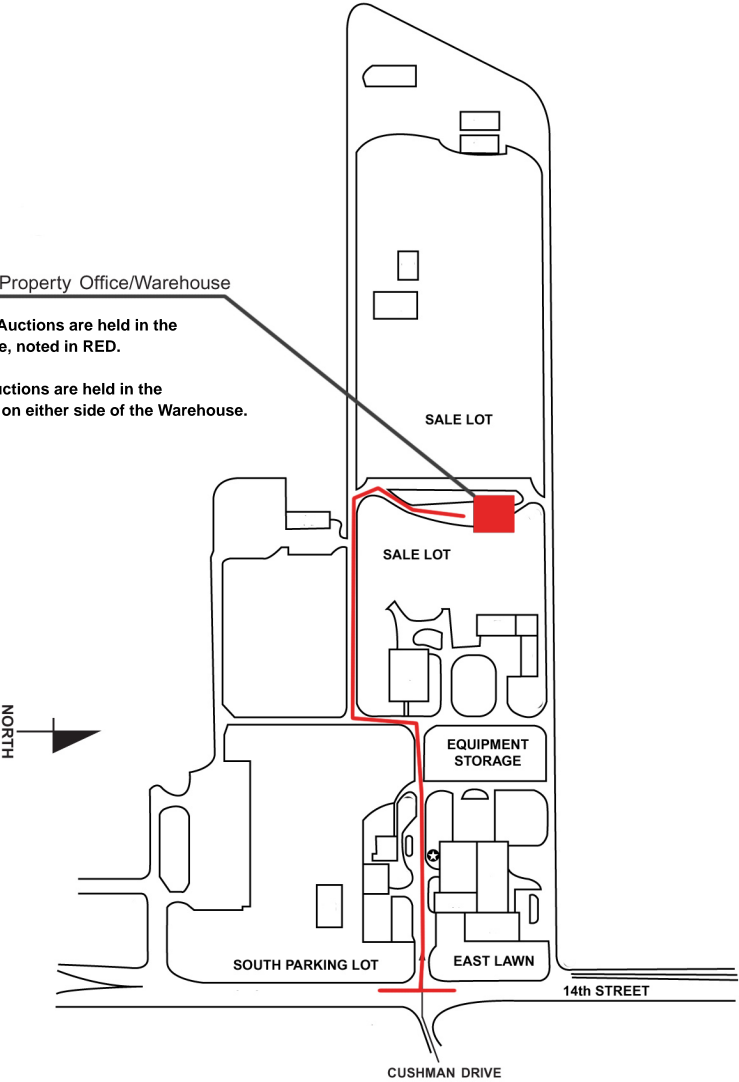 Property Office/Warehouse
Auctions are held in the
e, noted in RED.
uctions are held in the
on either side of the Warehouse.
SALE LOT
SALE LOT
NORTH
EQUIPMENT
STORAGE
SOUTH PARKING LOT
EAST LAWN
14th STREET
CUSHMAN DRIVE